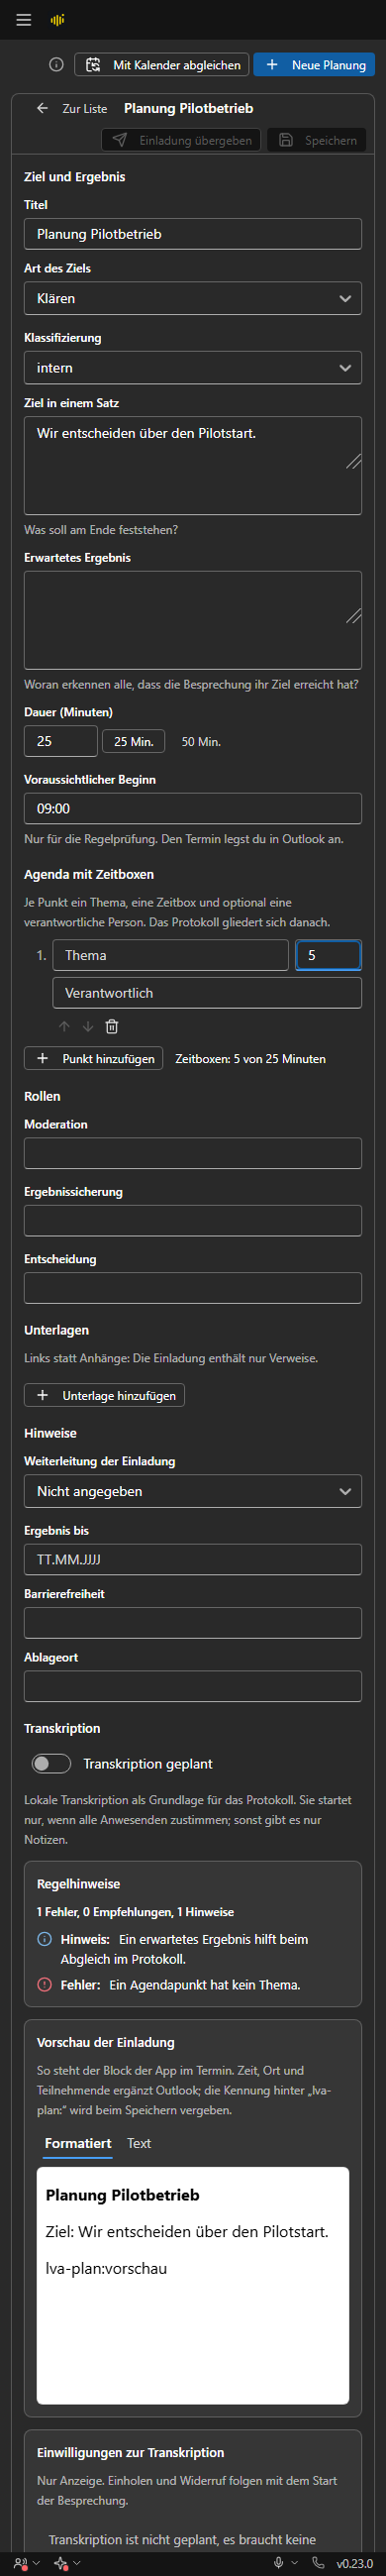 Mit Kalender abgleichen
Neue Planung
Zur Liste
Planung Pilotbetrieb
Einladung übergeben
Speichern
Ziel und Ergebnis
Titel
Planung Pilotbetrieb
Art des Ziels
Klären
Klassifizierung
intern
Ziel in einem Satz
Wir entscheiden über den Pilotstart.
Was soll am Ende feststehen?
Erwartetes Ergebnis
Woran erkennen alle, dass die Besprechung ihr Ziel erreicht hat?
Dauer (Minuten)
25
25 Min.
50 Min.
Voraussichtlicher Beginn
09:00
Nur für die Regelprüfung. Den Termin legst du in Outlook an.
Agenda mit Zeitboxen
Je Punkt ein Thema, eine Zeitbox und optional eine
verantwortliche Person. Das Protokoll gliedert sich danach.
1.
Thema
5
Verantwortlich
Punkt hinzufügen
Zeitboxen: 5 von 25 Minuten
Rollen
Moderation
Ergebnissicherung
Entscheidung
Unterlagen
Links statt Anhänge: Die Einladung enthält nur Verweise.
Unterlage hinzufügen
Hinweise
Weiterleitung der Einladung
Nicht angegeben
Ergebnis bis
TT.MM.JJJJ
Barrierefreiheit
Ablageort
Transkription
Transkription geplant
Lokale Transkription als Grundlage für das Protokoll. Sie startet
nur, wenn alle Anwesenden zustimmen; sonst gibt es nur
Notizen.
Regelhinweise
1 Fehler, 0 Empfehlungen, 1 Hinweise
Hinweis: Ein erwartetes Ergebnis hilft beim
Abgleich im Protokoll.
Fehler: Ein Agendapunkt hat kein Thema.
Vorschau der Einladung
So steht der Block der App im Termin. Zeit, Ort und
Teilnehmende ergänzt Outlook; die Kennung hinter „lva-
plan:“ wird beim Speichern vergeben.
Formatiert
Text
Planung Pilotbetrieb
Ziel: Wir entscheiden über den Pilotstart.
lva-plan:vorschau
Einwilligungen zur Transkription
Nur Anzeige. Einholen und Widerruf folgen mit dem Start
der Besprechung.
Transkription ist nicht geplant, es braucht keine
v0.23.0